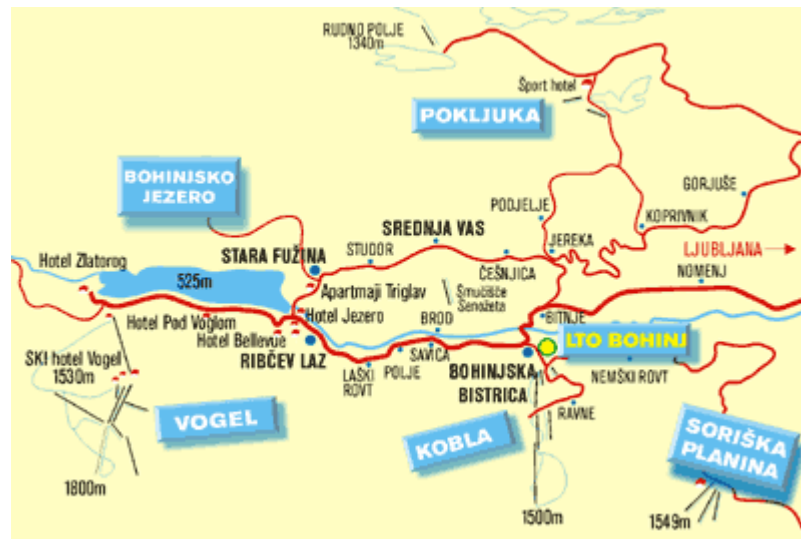 RUDNO POLJE
1340m
Šport hotel
POKLJUKA
BOHINJSKO
JEZERO
GORJUŠE
PODJELJE
KOPRIVNIK
SREDNJA VAS
STUDOR
JEREKA
LJUBLJANA
STARA FUŽINA
ČEŠNJICA
NOMENJ
Hotel Zlatorog
525m
Apartmaji Triglav
Smučišče
Senožeta
Hotel Jezero
Hotel Pod Voglom
BROD
BITNJE
Hotel Bellevue
LTO BOHINJ
RIBČEV LAZ
SAVICA
POLJE
LAŠKI
ROVT
BOHINJSKA
BISTRICA
NEMŠKI ROVT
SKI hotel Vogel
1530m
RAVNE
VOGEL
KOBLA
SORIŠKA
PLANINA
1800m
1500m
1549m